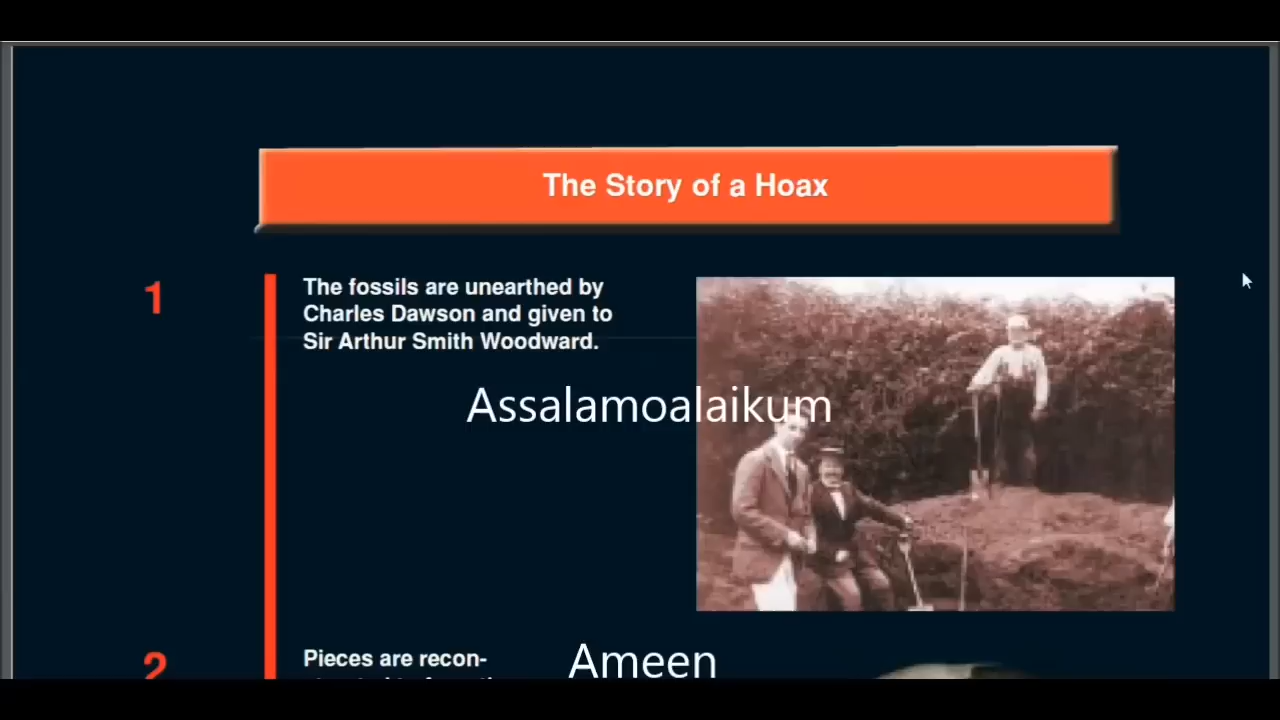 The Story of a Hoax
1
The fossils are unearthed by
Charles Dawson and given to
Sir Arthur Smith Woodward.
Assalamoalaikum
2
Pieces are recon-
Ameen